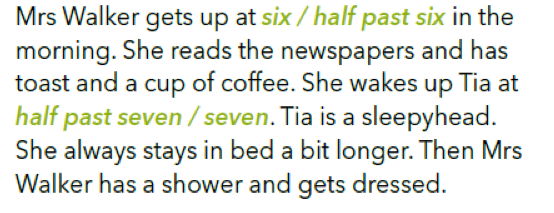 Mrs Walker gets up at six / half past six in the
morning. She reads the newspapers and has
toast and a cup of coffee. She wakes up Tia at
half past seven / seven. Tia is a sleepyhead.
She always stays in bed a bit longer. Then Mrs
Walker has a shower and gets dressed.